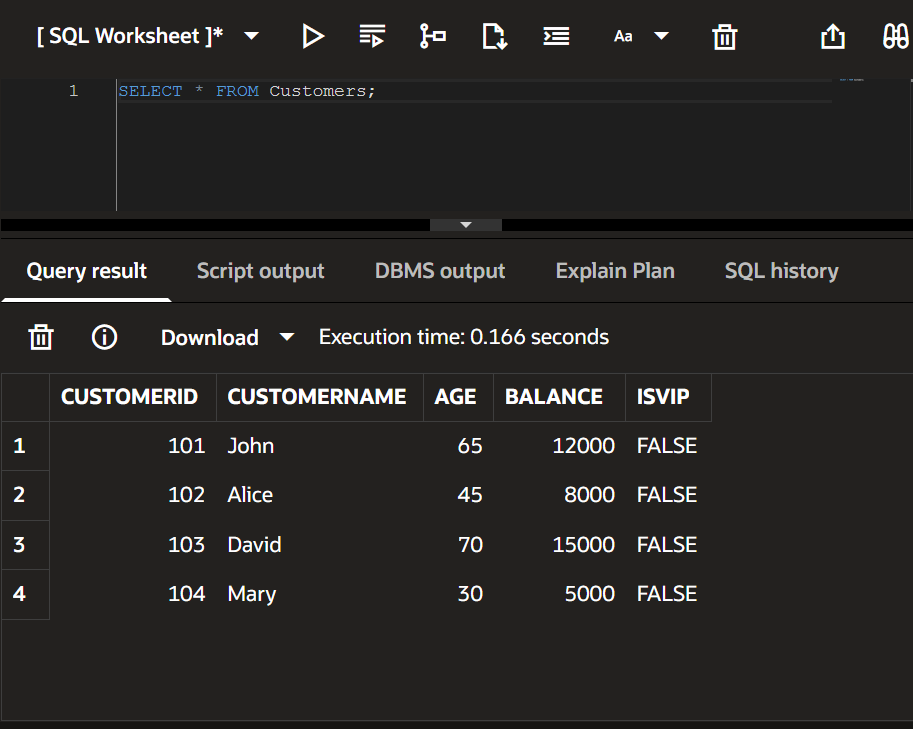 [ SQL Worksheet ]* Aa
1 SELECT * FROM Customers;
Query result Script output DBMS output Explain Plan SQL history
Download Execution time: 0.166 seconds
CUSTOMERID CUSTOMERNAME AGE BALANCE ISVIP
1 101 John 65 12000 FALSE
2 102 Alice 45 8000 FALSE
3 103 David 70 15000 FALSE
4 104 Mary 30 5000 FALSE